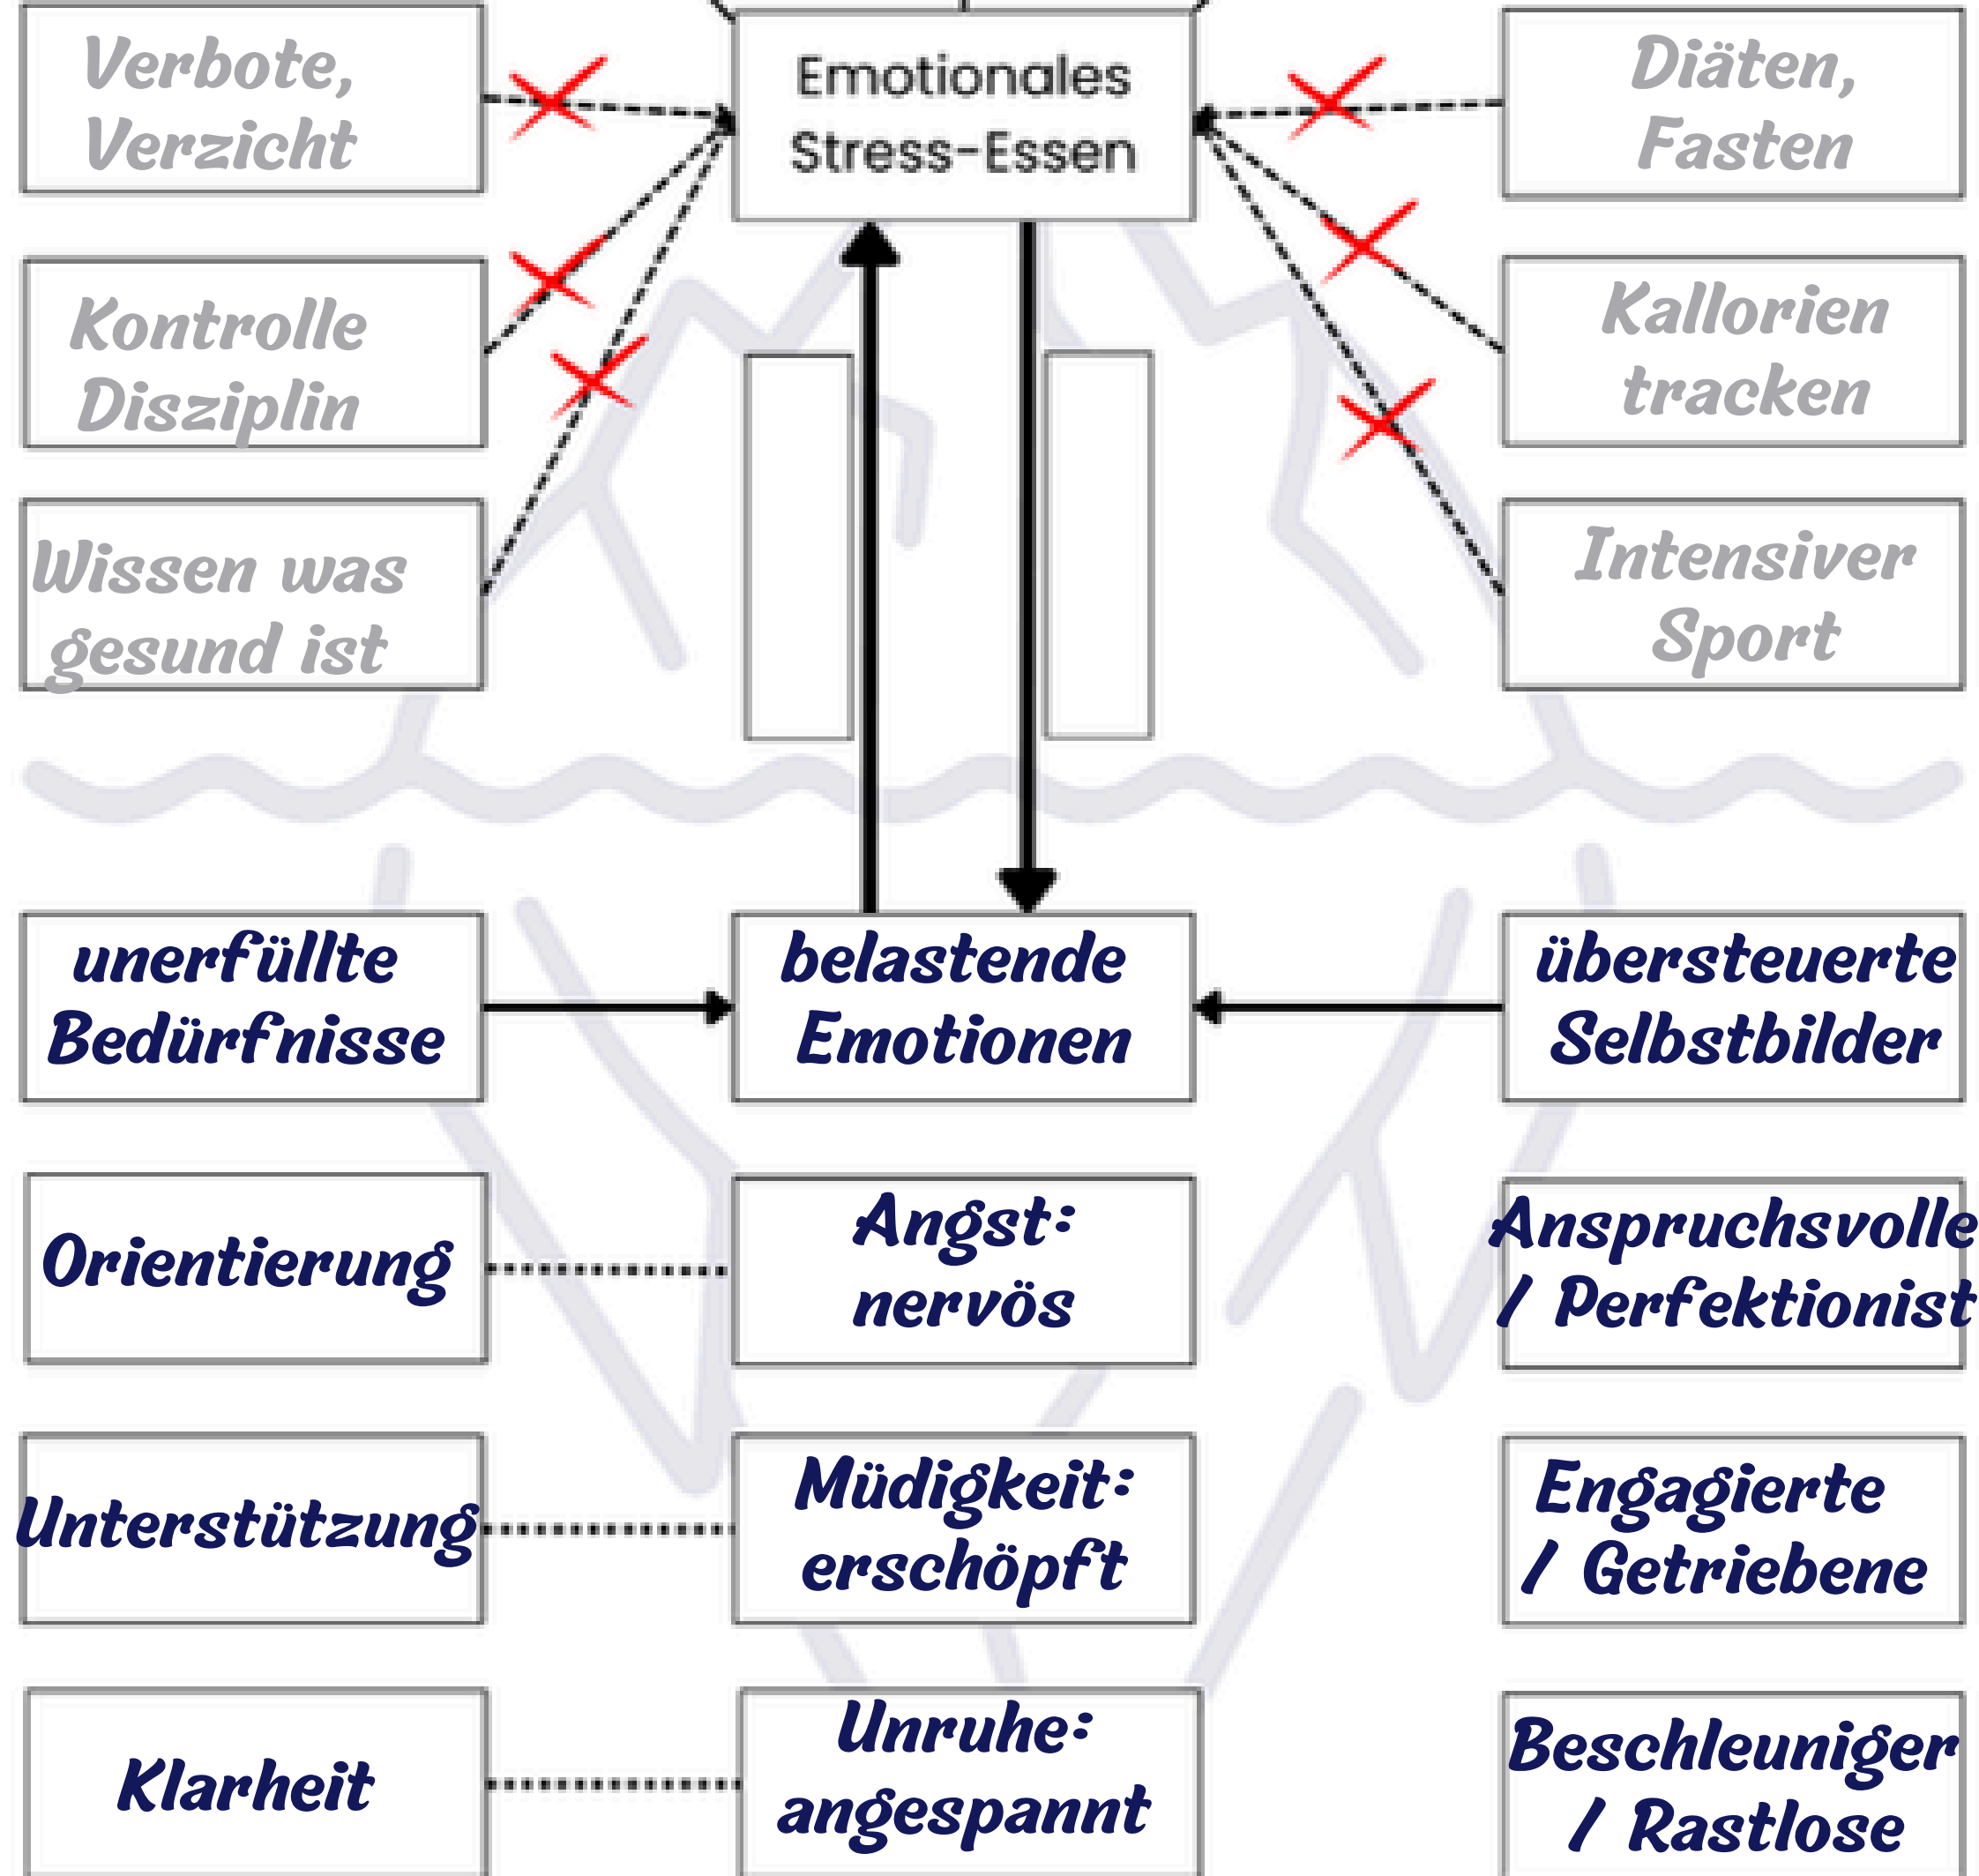 Verbote,
Verzicht
Emotionales
Stress-Essen
Diäten,
Fasten
Kontrolle
Disziplin
Kallorien
tracken
Wissen was
gesund ist
Intensiver
Sport
unerfüllte
Bedürfnisse
belastende
Emotionen
übersteuerte
Selbstbilder
Orientierung
Angst:
nervös
Anspruchsvolle
/ Perfektionist
Unterstützung
Müdigkeit:
erschöpft
Engagierte
/ Getriebene
Klarheit
Unruhe:
angespannt
Beschleuniger
/ Rastlose